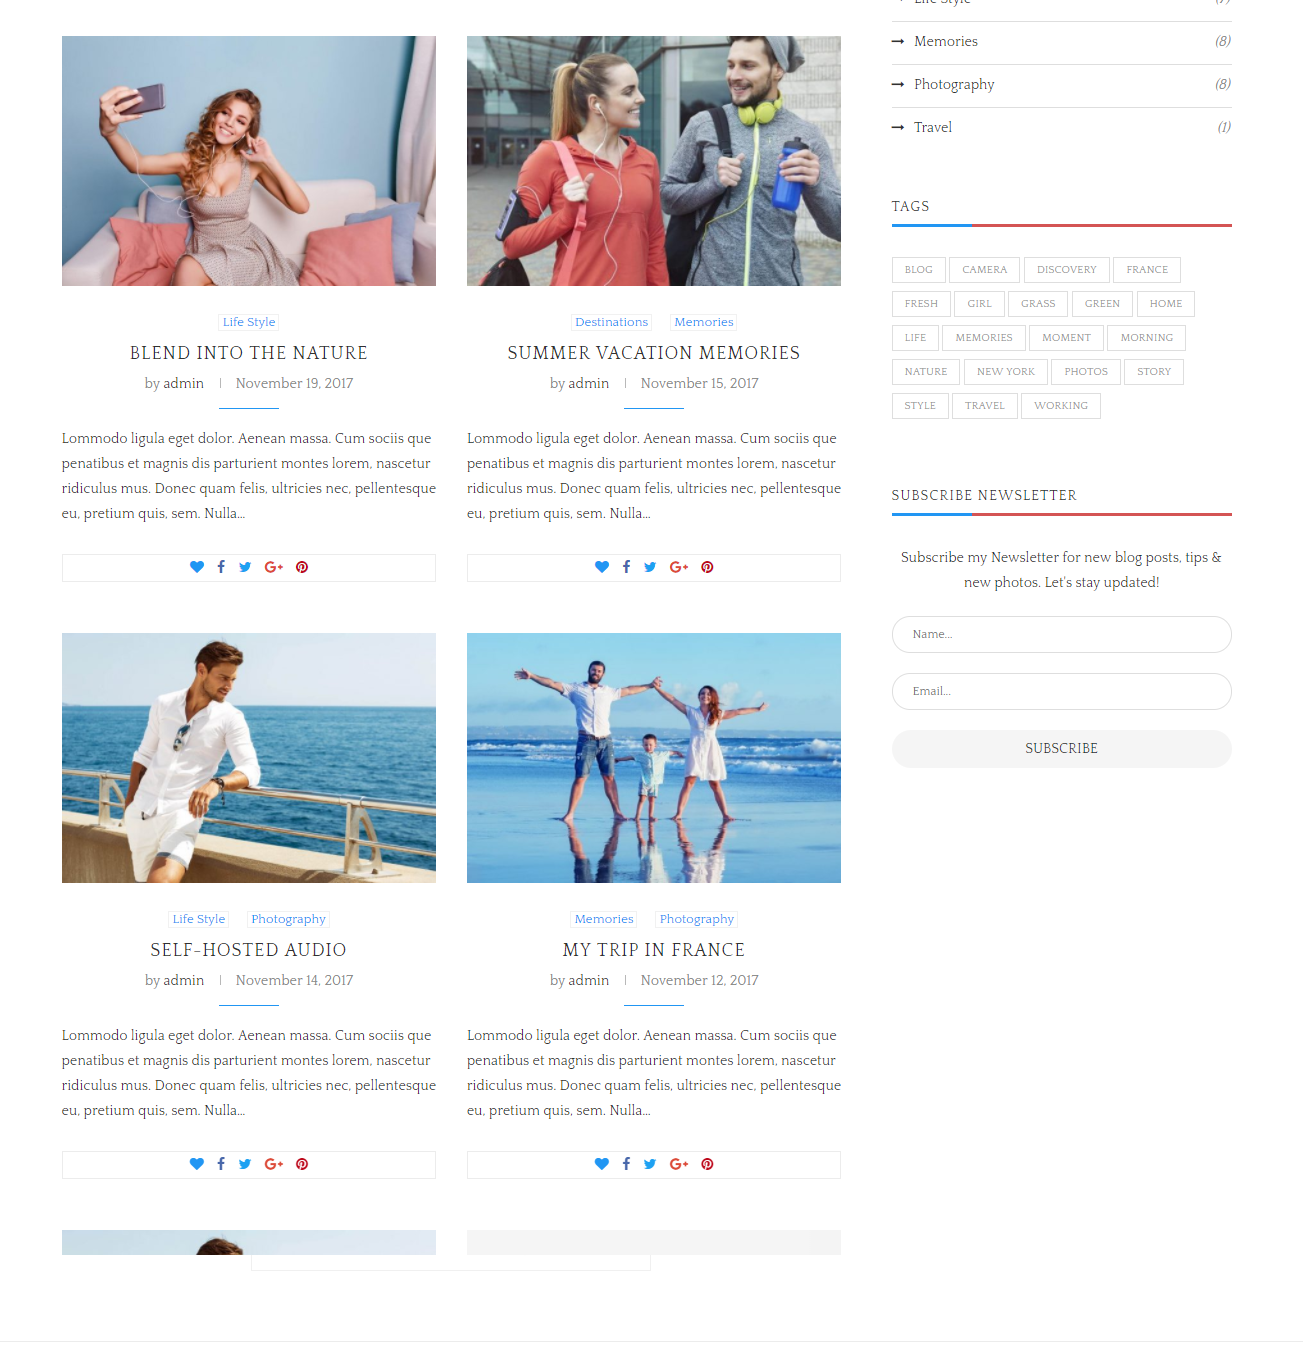 Life Style (7)
Memories (8)
Photography (8)
Travel (1)
Life Style
BLEND INTO THE NATURE
by admin | November 19, 2017
Lommodo ligula eget dolor. Aenean massa. Cum sociis que
penatibus et magnis dis parturient montes lorem, nascetur
ridiculus mus. Donec quam felis, ultricies nec, pellentesque
eu, pretium quis, sem. Nulla...
Destinations Memories
SUMMER VACATION MEMORIES
by admin | November 15, 2017
Lommodo ligula eget dolor. Aenean massa. Cum sociis que
penatibus et magnis dis parturient montes lorem, nascetur
ridiculus mus. Donec quam felis, ultricies nec, pellentesque
eu, pretium quis, sem. Nulla...
Life Style Photography
SELF-HOSTED AUDIO
by admin | November 14, 2017
Lommodo ligula eget dolor. Aenean massa. Cum sociis que
penatibus et magnis dis parturient montes lorem, nascetur
ridiculus mus. Donec quam felis, ultricies nec, pellentesque
eu, pretium quis, sem. Nulla...
Memories Photography
MY TRIP IN FRANCE
by admin | November 12, 2017
Lommodo ligula eget dolor. Aenean massa. Cum sociis que
penatibus et magnis dis parturient montes lorem, nascetur
ridiculus mus. Donec quam felis, ultricies nec, pellentesque
eu, pretium quis, sem. Nulla...
TAGS
BLOG CAMERA DISCOVERY FRANCE
FRESH GIRL GRASS GREEN HOME
LIFE MEMORIES MOMENT MORNING
NATURE NEW YORK PHOTOS STORY
STYLE TRAVEL WORKING
SUBSCRIBE NEWSLETTER
Subscribe my Newsletter for new blog posts, tips &
new photos. Let's stay updated!
Name...
Email...
SUBSCRIBE